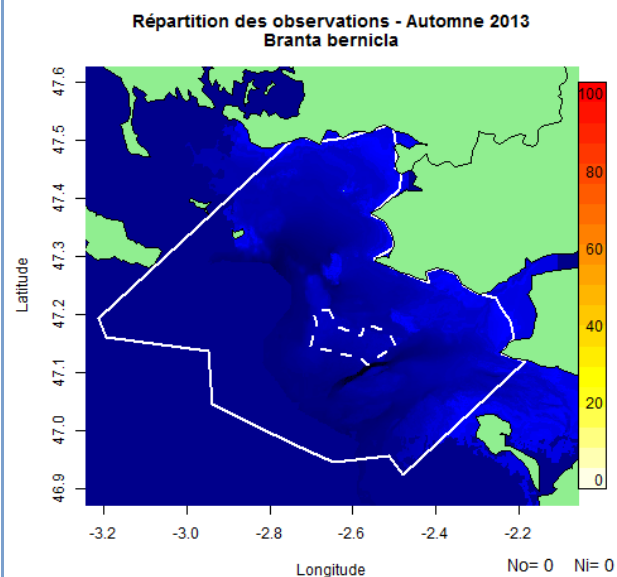 Répartition des observations - Automne 2013
Branta bernicla
47.6
47.5
47.4
47.3
47.2
47.1
47.0
46.9
Latitude
100
80
60
40
20
0
-3.2 -3.0 -2.8 -2.6 -2.4 -2.2
Longitude
No= 0 Ni= 0